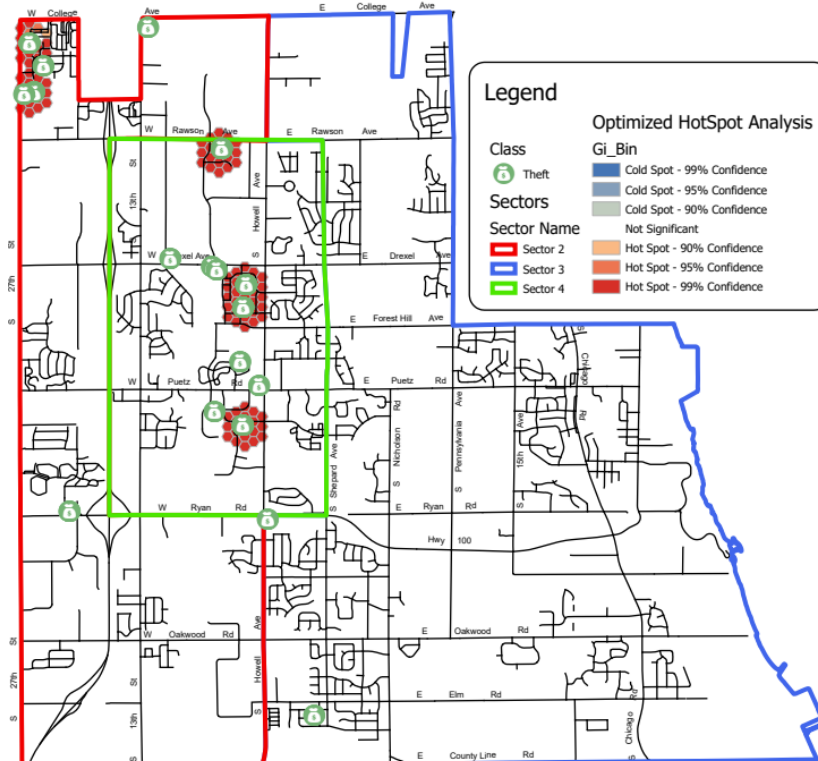 W College Ave
E College Ave
Legend
Optimized HotSpot Analysis
Class
Gi_Bin
Theft
Cold Spot - 99% Confidence
Cold Spot - 95% Confidence
Cold Spot - 90% Confidence
Sectors
Not Significant
Sector Name
Hot Spot - 90% Confidence
Sector 2
Hot Spot - 95% Confidence
Sector 3
Hot Spot - 99% Confidence
Sector 4
W Rawson Ave
E Rawson Ave
S 13th St
S Howell Ave
S 27th St
W Drexel Ave
E Drexel Ave
E Forest Hill Ave
S Chicago Rd
W Puetz Rd
E Puetz Rd
S Shepard Ave
S Nicholson Rd
S Pennsylvania Ave
S 15th Ave
W Ryan Rd
E Ryan Rd
Hwy 100
W Oakwood Rd
E Oakwood Rd
S 27th St
S 13th St
S Howell Ave
E Elm Rd
S Chicago Rd
E County Line Rd